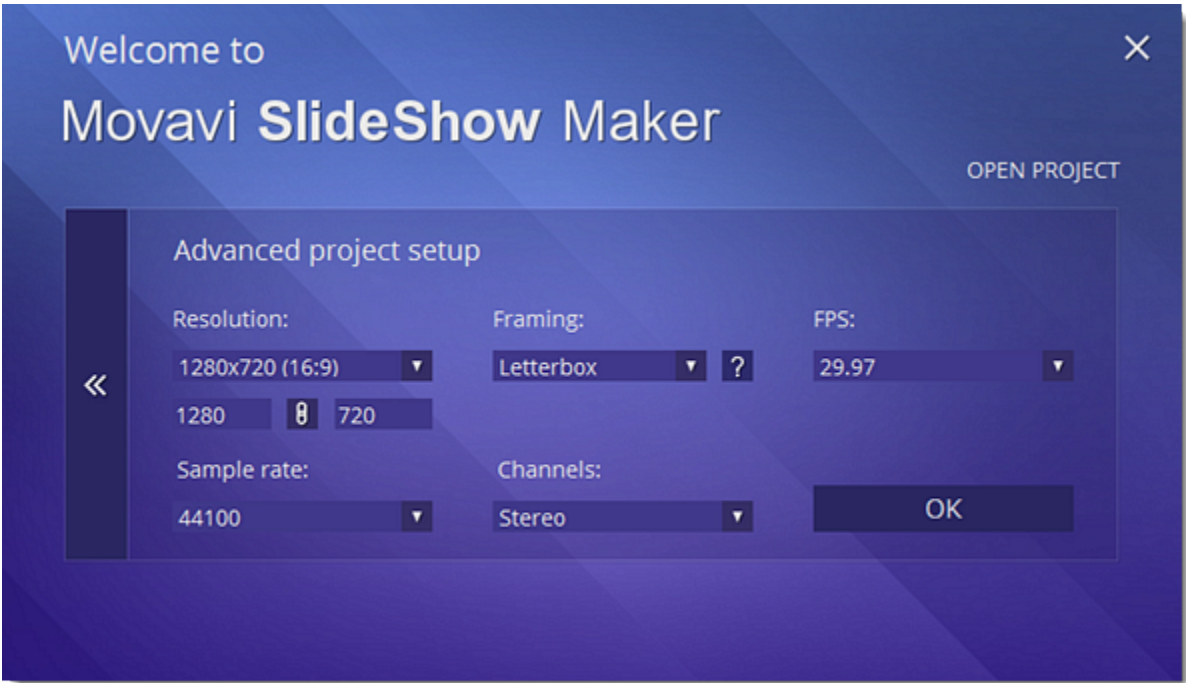 Welcome to
Movavi SlideShow Maker
OPEN PROJECT
Advanced project setup
Resolution: Framing: FPS:
1280x720 (16:9) Letterbox ? 29.97
1280 720
Sample rate: Channels:
44100 Stereo OK